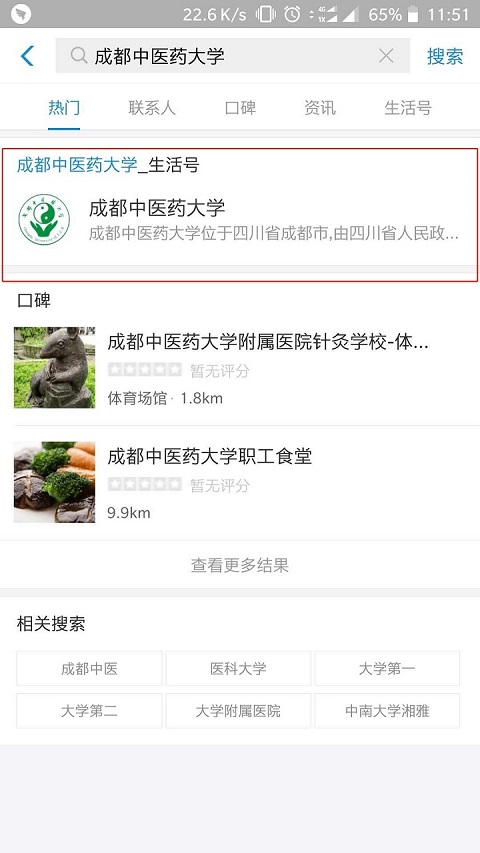 22.6 K/s 4G 1X 65% 11:51
成都中医药大学 搜索
热门 联系人 口碑 资讯 生活号
成都中医药大学_生活号
成都中医药大学
成都中医药大学位于四川省成都市,由四川省人民政...
口碑
成都中医药大学附属医院针灸学校-体...
暂无评分
体育场馆· 1.8km
成都中医药大学职工食堂
暂无评分
9.9km
查看更多结果
相关搜索
成都中医 医科大学 大学第一
大学第二 大学附属医院 中南大学湘雅